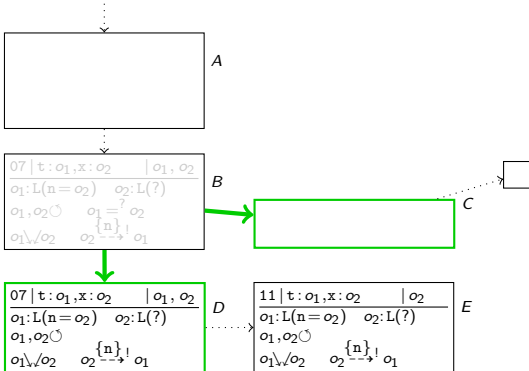 A
07 | t:o₁,x:o₂ | o₁, o₂
o₁:L(n=o₂) o₂:L(?)
o₁,o₂↺ o₁=?o₂
o₁↘↙o₂ o₂ {n}⇢! o₁
B
C
07 | t:o₁,x:o₂ | o₁, o₂
o₁:L(n=o₂) o₂:L(?)
o₁,o₂↺
o₁↘↙o₂ o₂ {n}⇢! o₁
D
11 | t:o₁,x:o₂ | o₂
o₁:L(n=o₂) o₂:L(?)
o₁,o₂↺
o₁↘↙o₂ o₂ {n}⇢! o₁
E